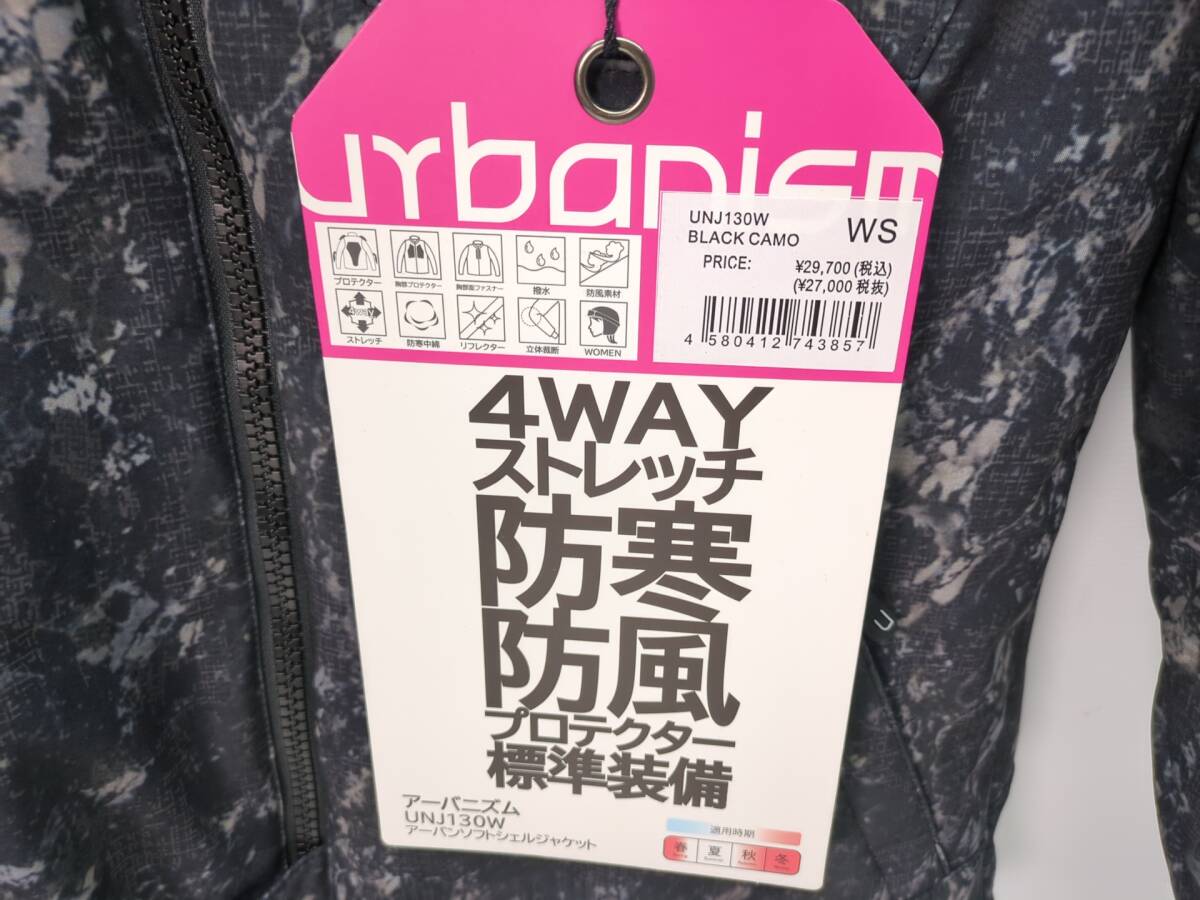 urbanism
UNJ130W
BLACK CAMO
WS
PRICE:
¥29,700 (税込)
(¥27,000 税抜)
4 580412 743857
プロテクター
胸部プロテクター
胸部裏ファスナー
撥水
防風素材
4way
ストレッチ
防寒中綿
リフレクター
立体裁断
WOMEN
4WAY
ストレッチ
防寒
防風
プロテクター
標準装備
アーバニズム
UNJ130W
アーバンソフトシェルジャケット
適用時期
春 夏 秋 冬